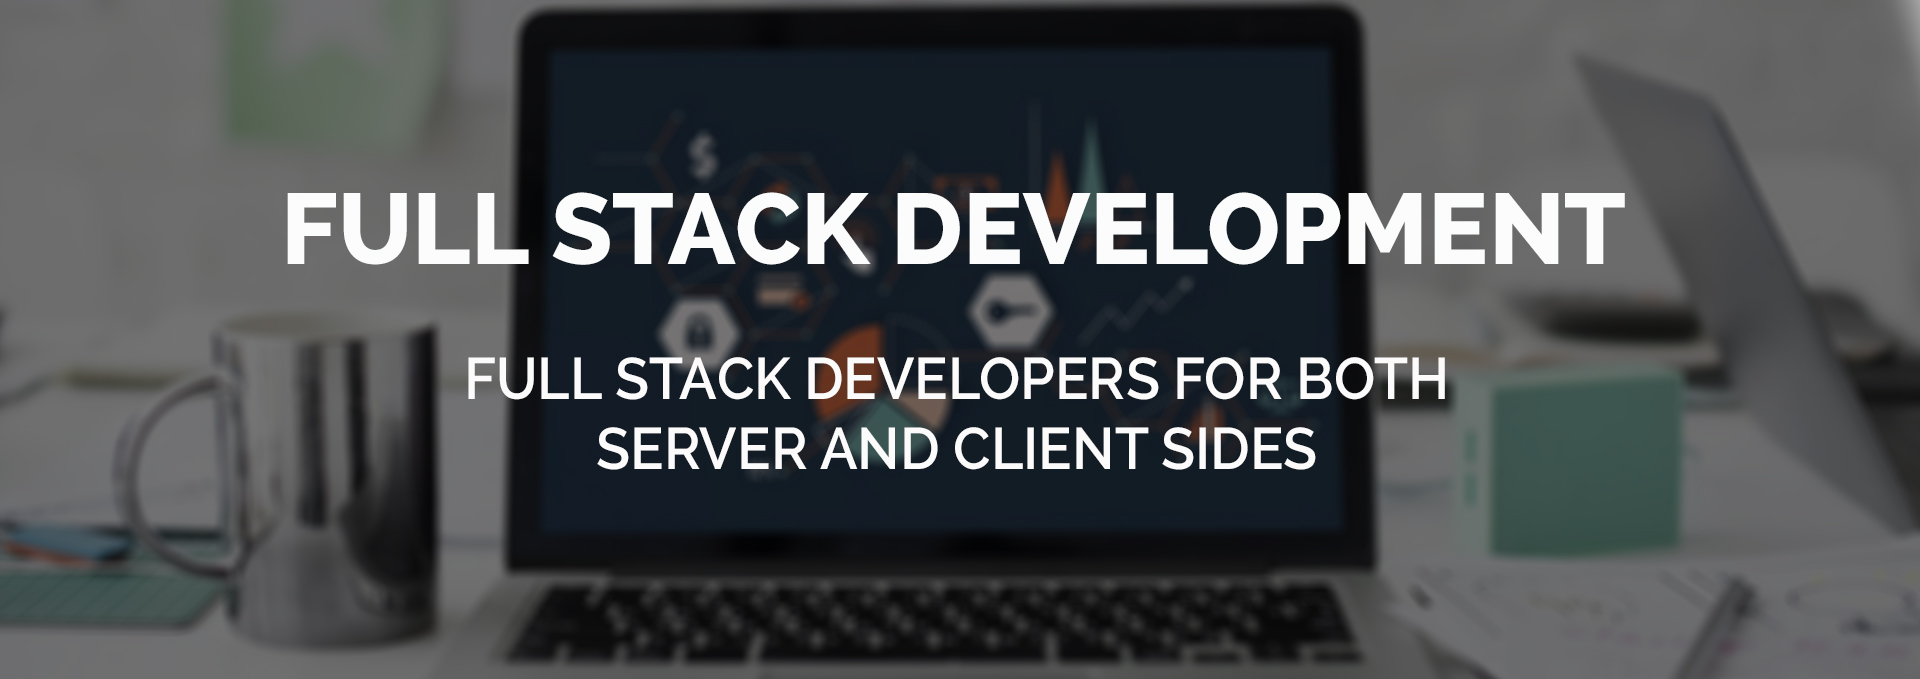 FULL STACK DEVELOPMENT
FULL STACK DEVELOPERS FOR BOTH
SERVER AND CLIENT SIDES